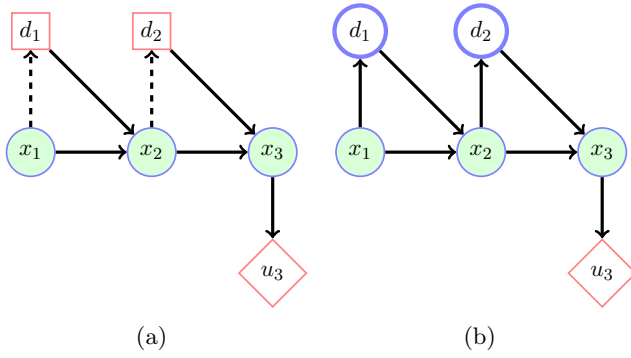 d₁ d₂ d₁ d₂
x₁ x₂ x₃ x₁ x₂ x₃
u₃ u₃
(a) (b)